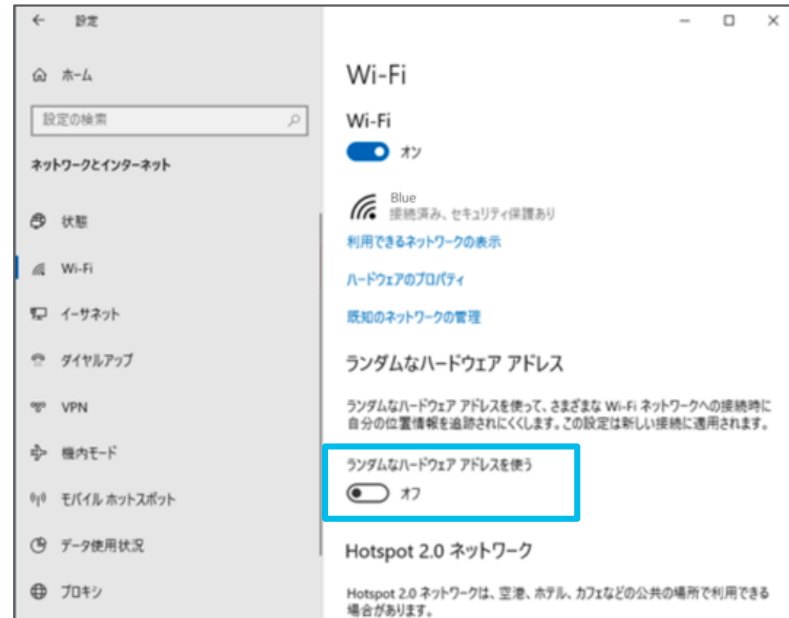 設定
ホーム
設定の検索
ネットワークとインターネット
状態
Wi-Fi
イーサネット
ダイヤルアップ
VPN
機内モード
モバイル ホットスポット
データ使用状況
プロキシ
Wi-Fi
Wi-Fi
オン
Blue
接続済み、セキュリティ保護あり
利用できるネットワークの表示
ハードウェアのプロパティ
既知のネットワークの管理
ランダムなハードウェア アドレス
ランダムなハードウェア アドレスを使って、さまざまな Wi-Fi ネットワークへの接続時に
自分の位置情報を追跡されにくくします。この設定は新しい接続に適用されます。
ランダムなハードウェア アドレスを使う
オフ
Hotspot 2.0 ネットワーク
Hotspot 2.0 ネットワークは、空港、ホテル、カフェなどの公共の場所で利用できる
場合があります。